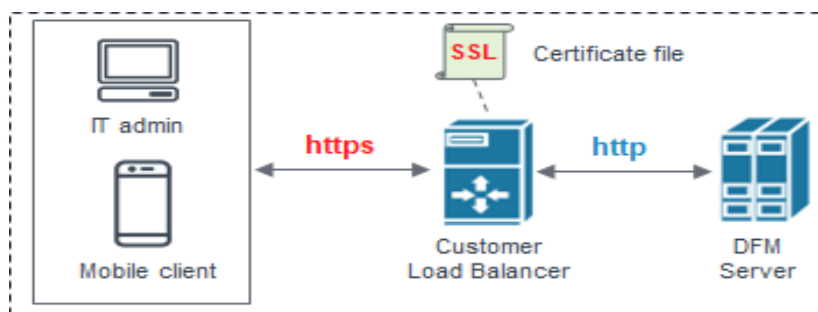 SSL
Certificate file
IT admin
https
http
Mobile client
Customer
Load Balancer
DFM
Server